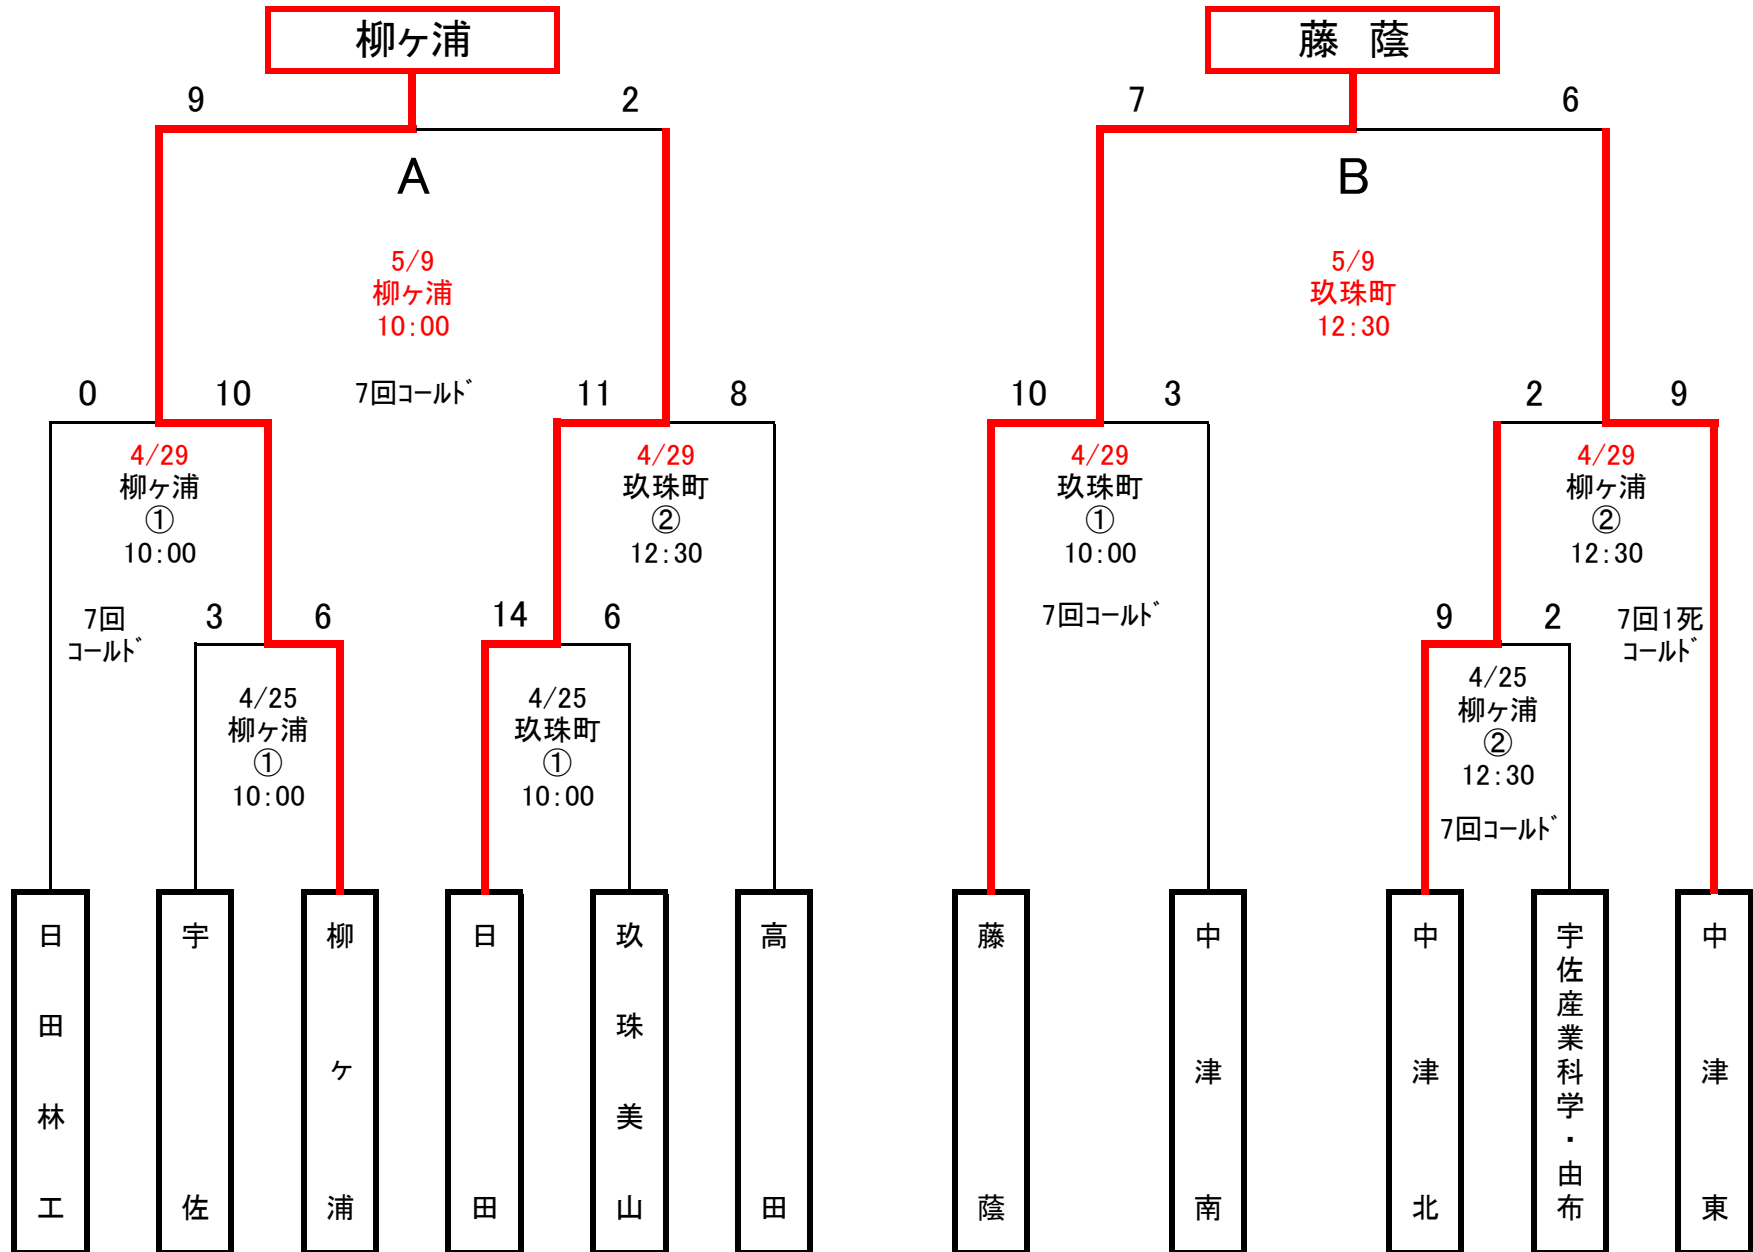 柳ヶ浦
9
2
A
5/9
柳ヶ浦
10:00
7回ｺｰﾙﾄﾞ
0
10
4/29
柳ヶ浦
①
10:00
7回
ｺｰﾙﾄﾞ
11
8
4/29
玖珠町
②
12:30
3
6
4/25
柳ヶ浦
①
10:00
14
6
4/25
玖珠町
①
10:00
日田林工
宇佐
柳ヶ浦
日田
玖珠美山
高田
藤 蔭
7
6
B
5/9
玖珠町
12:30
10
3
4/29
玖珠町
①
10:00
7回ｺｰﾙﾄﾞ
2
9
4/29
柳ヶ浦
②
12:30
7回1死
ｺｰﾙﾄﾞ
9
2
4/25
柳ヶ浦
②
12:30
7回ｺｰﾙﾄﾞ
藤蔭
中津南
中津北
宇佐産業科学・由布
中津東